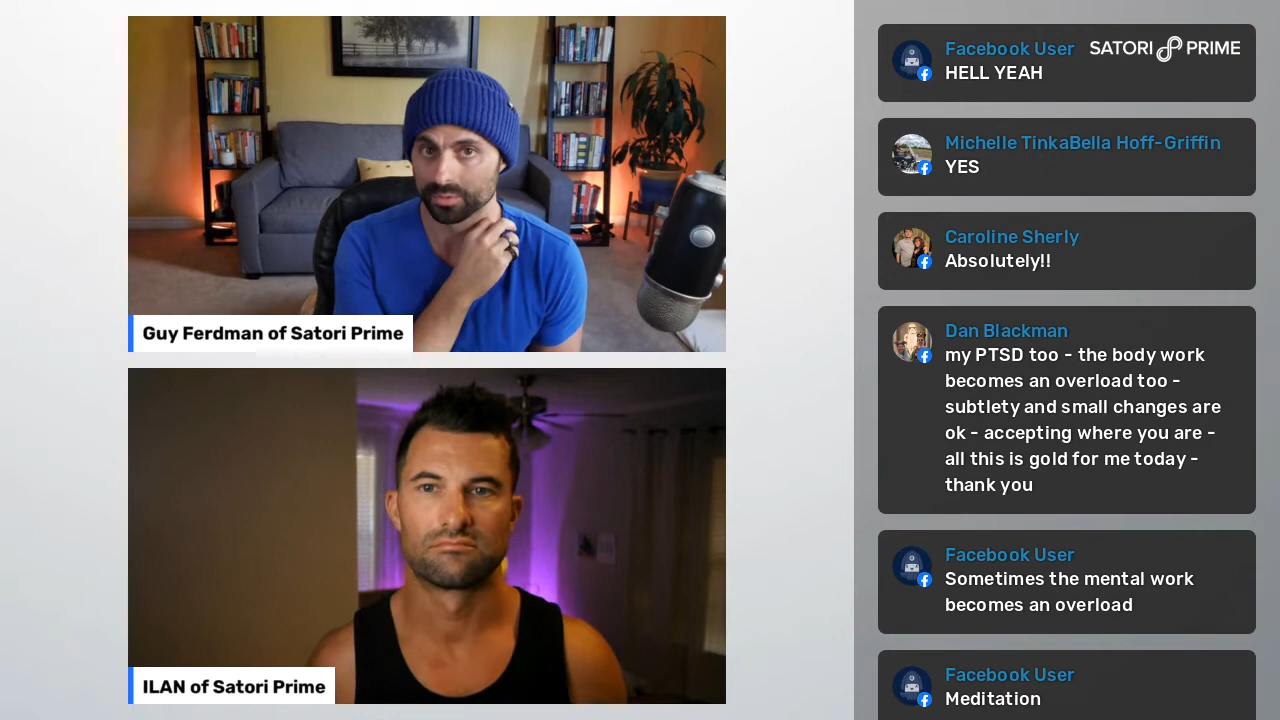 Guy Ferdman of Satori Prime
ILAN of Satori Prime
SATORI PRIME
Facebook User
HELL YEAH
Michelle TinkaBella Hoff-Griffin
YES
Caroline Sherly
Absolutely!!
Dan Blackman
my PTSD too - the body work
becomes an overload too -
subtlety and small changes are
ok - accepting where you are -
all this is gold for me today -
thank you
Facebook User
Sometimes the mental work
becomes an overload
Facebook User
Meditation